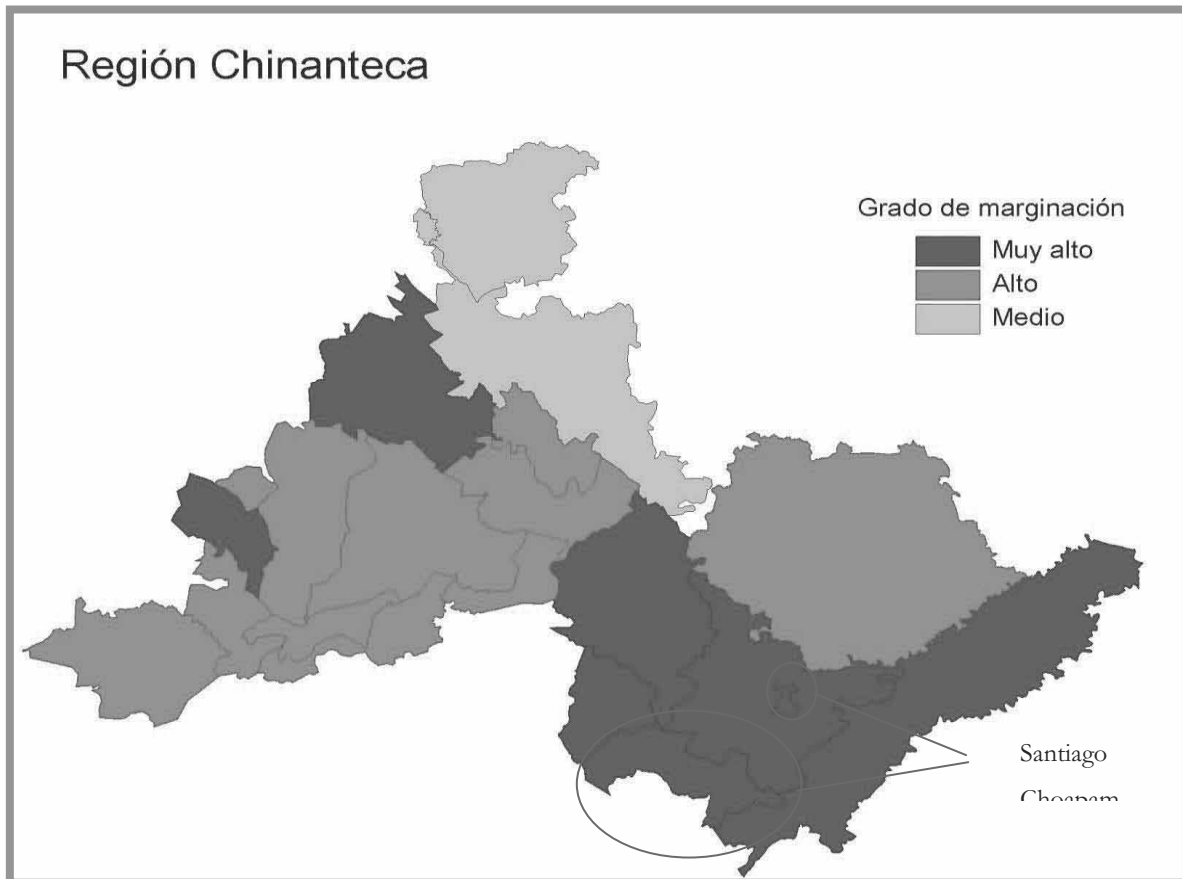 Región Chinanteca
Grado de marginación
Muy alto
Alto
Medio
Santiago
Choapam